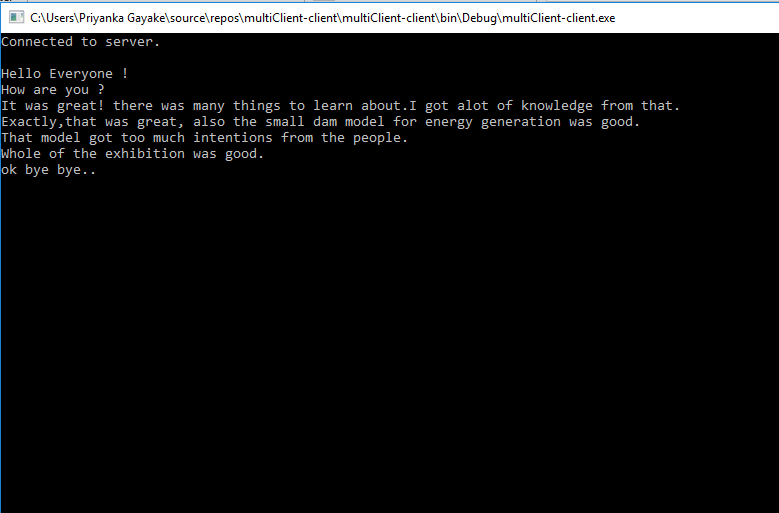 C:\Users\Priyanka Gayake\source\repos\multiClient-client\multiClient-client\bin\Debug\multiClient-client.exe
Connected to server.
Hello Everyone !
How are you ?
It was great! there was many things to learn about.I got alot of knowledge from that.
Exactly,that was great, also the small dam model for energy generation was good.
That model got too much intentions from the people.
Whole of the exhibition was good.
ok bye bye..